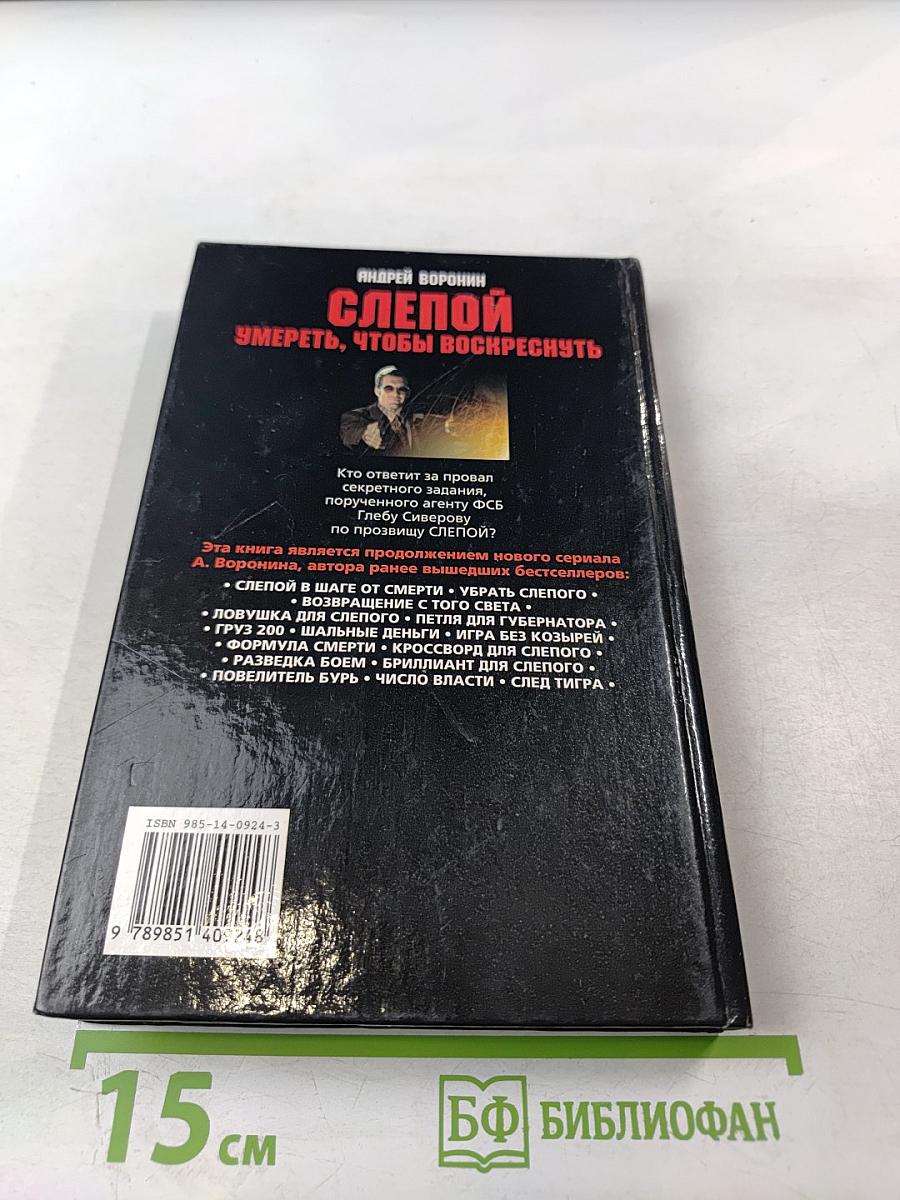 АНДРЕЙ ВОРОНИН
СЛЕПОЙ
УМЕРЕТЬ, ЧТОБЫ ВОСКРЕСНУТЬ
Кто ответит за провал
секретного задания,
порученного агенту ФСБ
Глебу Сиверову
по прозвищу СЛЕПОЙ?
Эта книга является продолжением нового сериала
А. Воронина, автора ранее вышедших бестселлеров:
• СЛЕПОЙ В ШАГЕ ОТ СМЕРТИ • УБРАТЬ СЛЕПОГО •
• ВОЗВРАЩЕНИЕ С ТОГО СВЕТА •
• ЛОВУШКА ДЛЯ СЛЕПОГО • ПЕТЛЯ ДЛЯ ГУБЕРНАТОРА •
• ГРУЗ 200 • ШАЛЬНЫЕ ДЕНЬГИ • ИГРА БЕЗ КОЗЫРЕЙ •
• ФОРМУЛА СМЕРТИ • КРОССВОРД ДЛЯ СЛЕПОГО •
• РАЗВЕДКА БОЕМ • БРИЛЛИАНТ ДЛЯ СЛЕПОГО •
• ПОВЕЛИТЕЛЬ БУРЬ • ЧИСЛО ВЛАСТИ • СЛЕД ТИГРА •
ISBN 985-14-0924-3
9 789851 409248
15 см
БФ БИБЛИОФАН